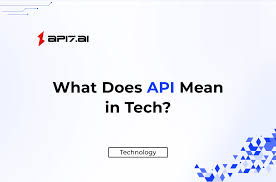 API7.AI
What Does API Mean
in Tech?
Technology